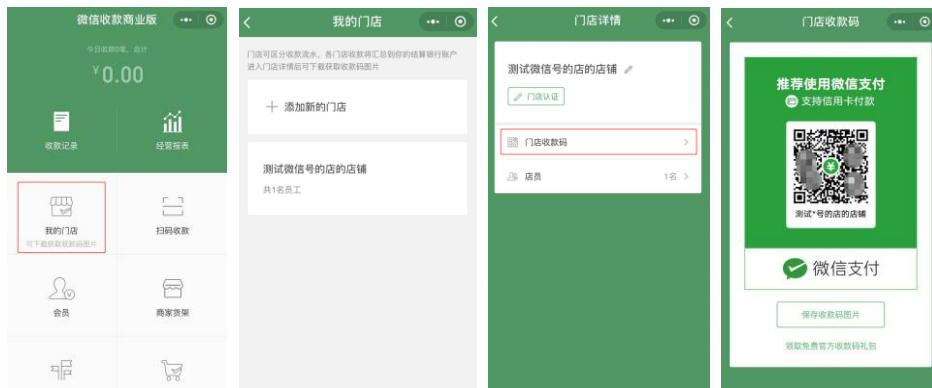 微信收款商业版
今日收款0笔，合计
¥0.00
收款记录
经营报表
我的门店
可下载获取收款码图片
扫码收款
会员
商家货架
我的门店
门店可区分收款流水，各门店收款将汇总到你的结算银行账户
进入门店详情后可下载获取收款码图片
添加新的门店
测试微信号的店的店铺
共1名员工
门店详情
测试微信号的店的店铺
门店认证
门店收款码
店员
1名
门店收款码
推荐使用微信支付
支持信用卡付款
测试*号的店的店铺
微信支付
保存收款码图片
领取免费官方收款码礼包